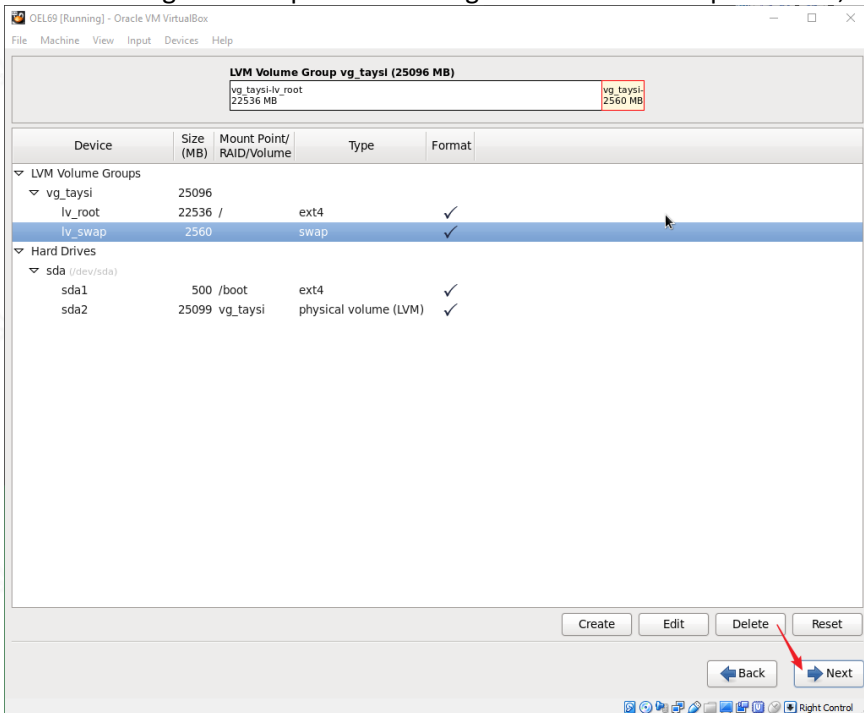 OEL69 [Running] - Oracle VM VirtualBox
File Machine View Input Devices Help
LVM Volume Group vg_taysi (25096 MB)
vg_taysi-lv_root
22536 MB
vg_taysi-
2560 MB
Device Size (MB) Mount Point/ RAID/Volume Type Format
LVM Volume Groups
vg_taysi 25096
lv_root 22536 / ext4
lv_swap 2560 swap
Hard Drives
sda (/dev/sda)
sda1 500 /boot ext4
sda2 25099 vg_taysi physical volume (LVM)
Create Edit Delete Reset
Back Next
Right Control